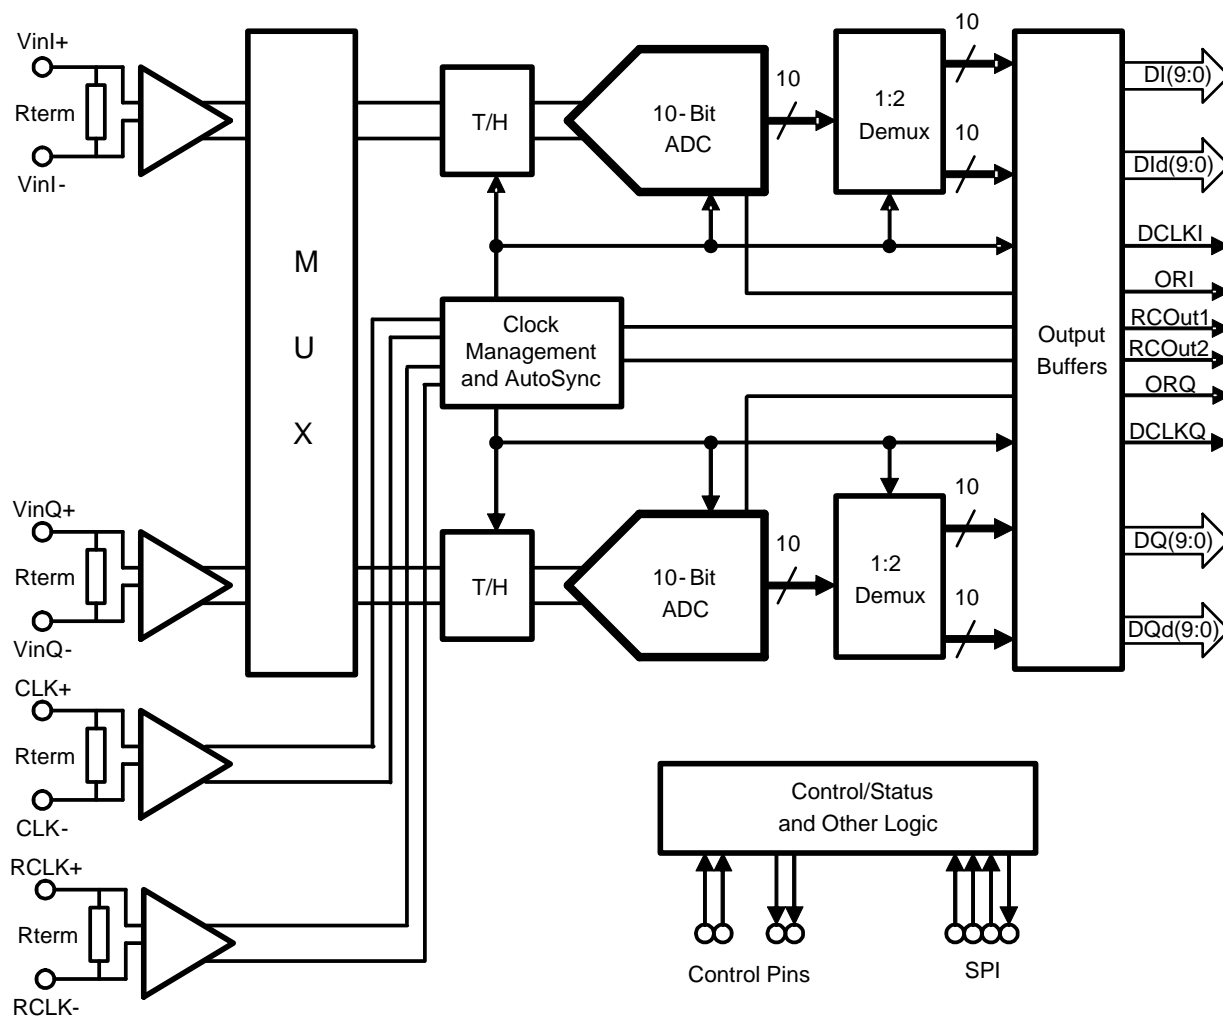 VinI+
Rterm
VinI-
M
U
X
T/H
10-Bit
ADC
10
1:2
Demux
10
10
Clock
Management
and AutoSync
Output
Buffers
DI(9:0)
DId(9:0)
DCLKI
ORI
RCOut1
RCOut2
ORQ
DCLKQ
DQ(9:0)
DQd(9:0)
VinQ+
Rterm
VinQ-
T/H
10-Bit
ADC
10
1:2
Demux
10
10
CLK+
Rterm
CLK-
RCLK+
Rterm
RCLK-
Control/Status
and Other Logic
Control Pins
SPI